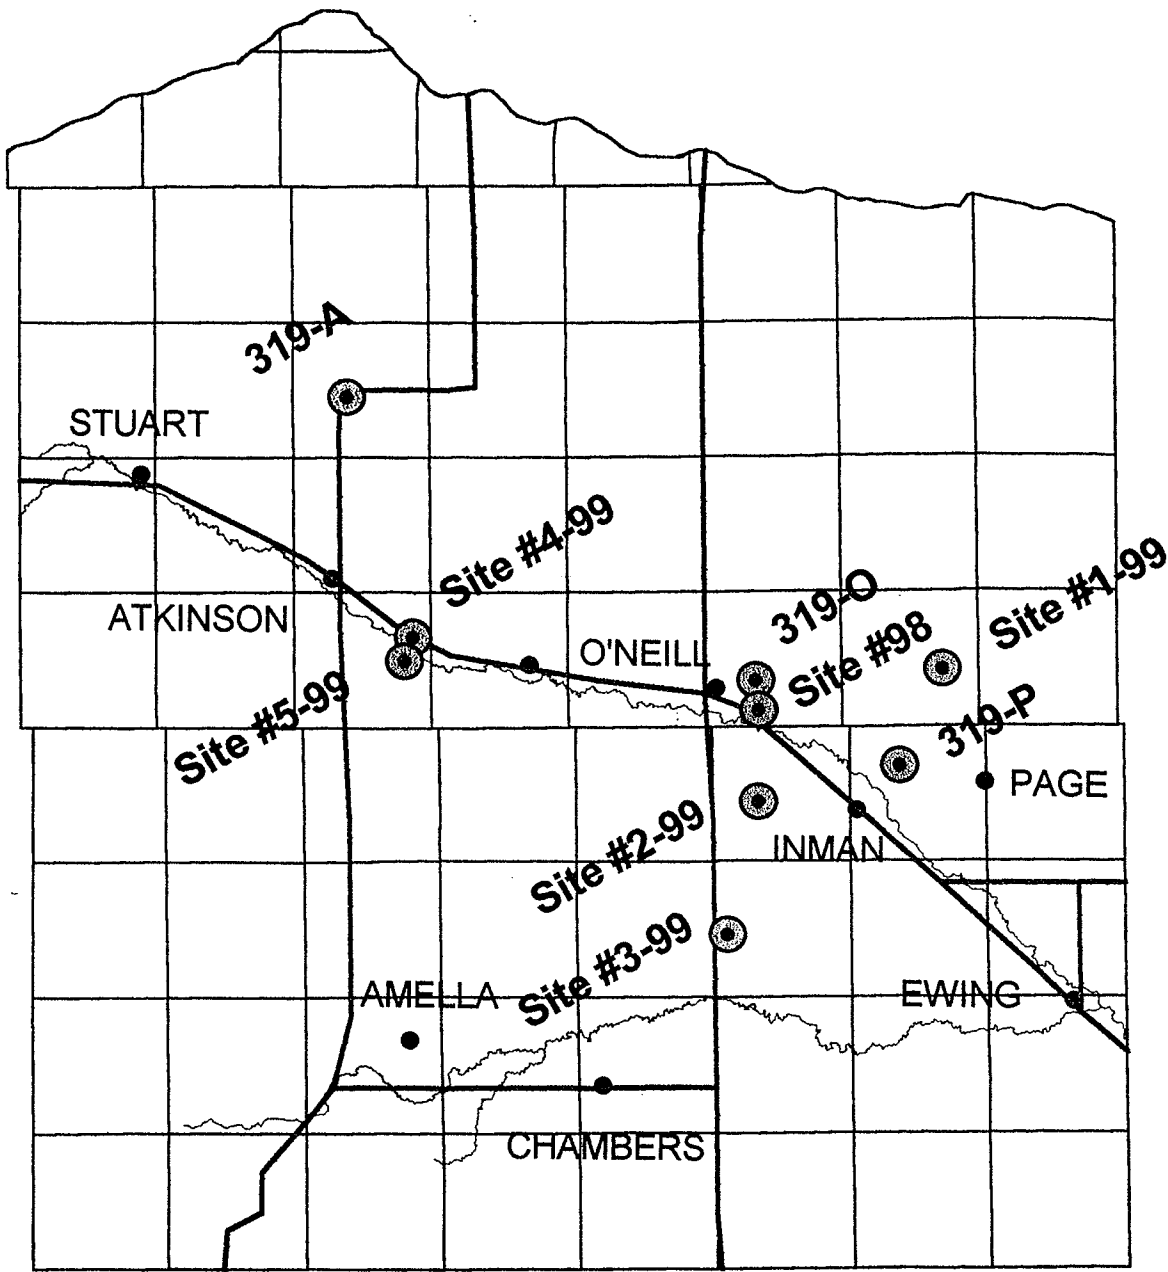 319-A
STUART
Site #4-99
ATKINSON
319-O
Site #1-99
O'NEILL
Site #98
Site #5-99
319-P
PAGE
Site #2-99
INMAN
Site #3-99
AMELLA
EWING
CHAMBERS